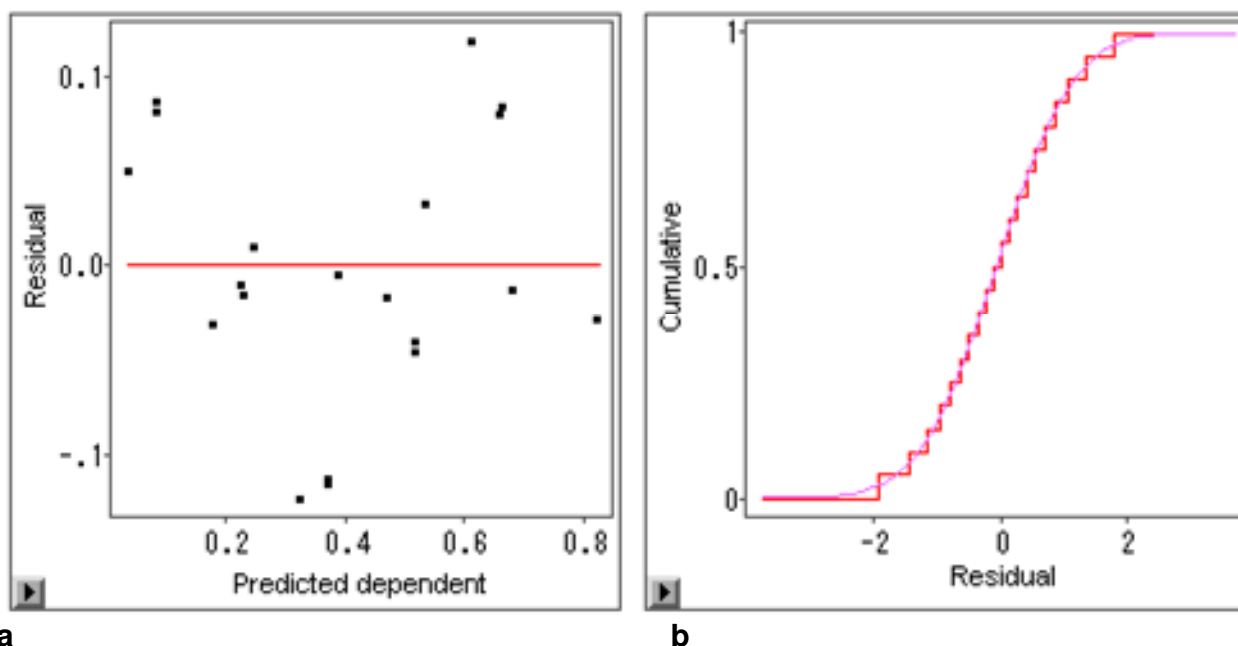 0.1
0.0
-.1
Residual
0.2 0.4 0.6 0.8
Predicted dependent
a
1
0.5
0
Cumulative
-2 0 2
Residual
b